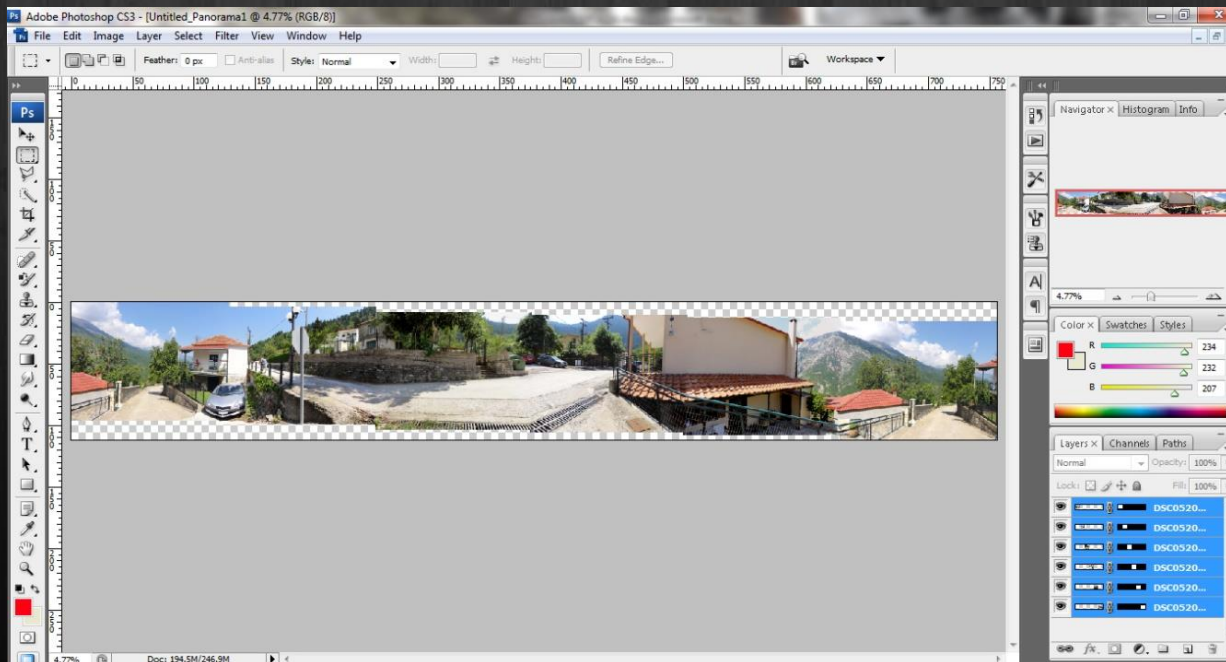 Ps Adobe Photoshop CS3 - [Untitled_Panorama1 @ 4.77% (RGB/8)]
File Edit Image Layer Select Filter View Window Help
Feather: 0 px Anti-alias Style: Normal Width: Height: Refine Edge... Workspace
0 50 100 150 200 250 300 350 400 450 500 550 600 650 700 750
Ps
Navigator × Histogram Info
4.77%
Color × Swatches Styles
R 234
G 232
B 207
Layers × Channels Paths
Normal Opacity: 100%
Lock: Fill: 100%
DSC0520...
DSC0520...
DSC0520...
DSC0520...
DSC0520...
DSC0520...
4.77% Doc: 194.5M/246.9M